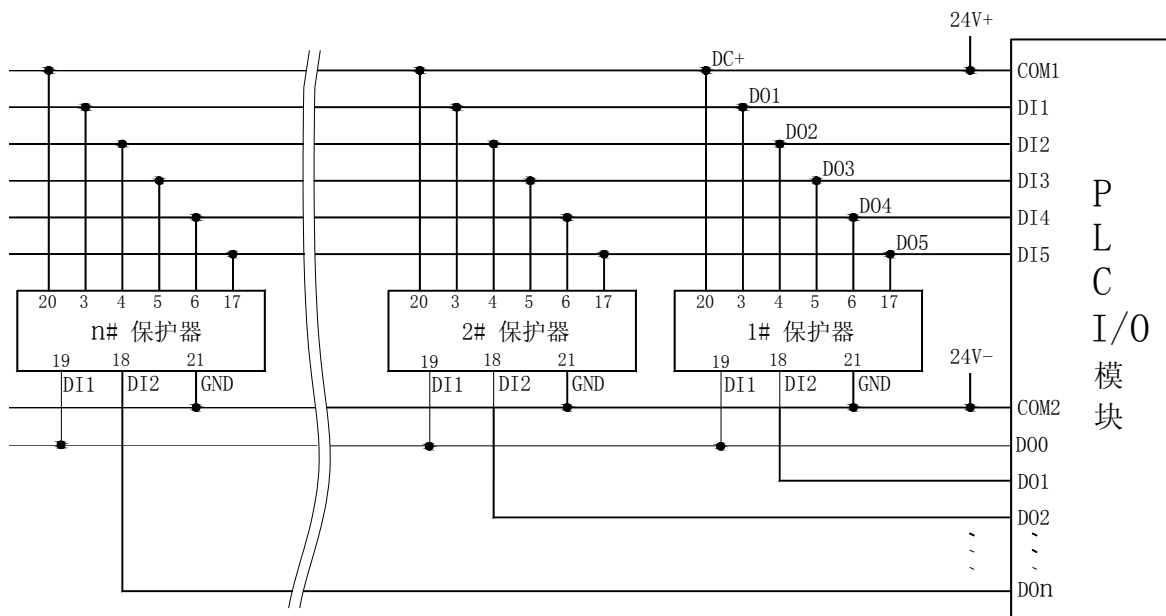 24V+
DC+
COM1
DO1
DI1
DO2
DI2
DO3
DI3
DO4
DI4
DO5
DI5
PLC I/O 模块
20 3 4 5 6 17
20 3 4 5 6 17
20 3 4 5 6 17
n# 保护器
2# 保护器
1# 保护器
19 18 21
19 18 21
19 18 21
24V-
DI1 DI2 GND
DI1 DI2 GND
DI1 DI2 GND
COM2
DO0
DO1
DO2
DOn